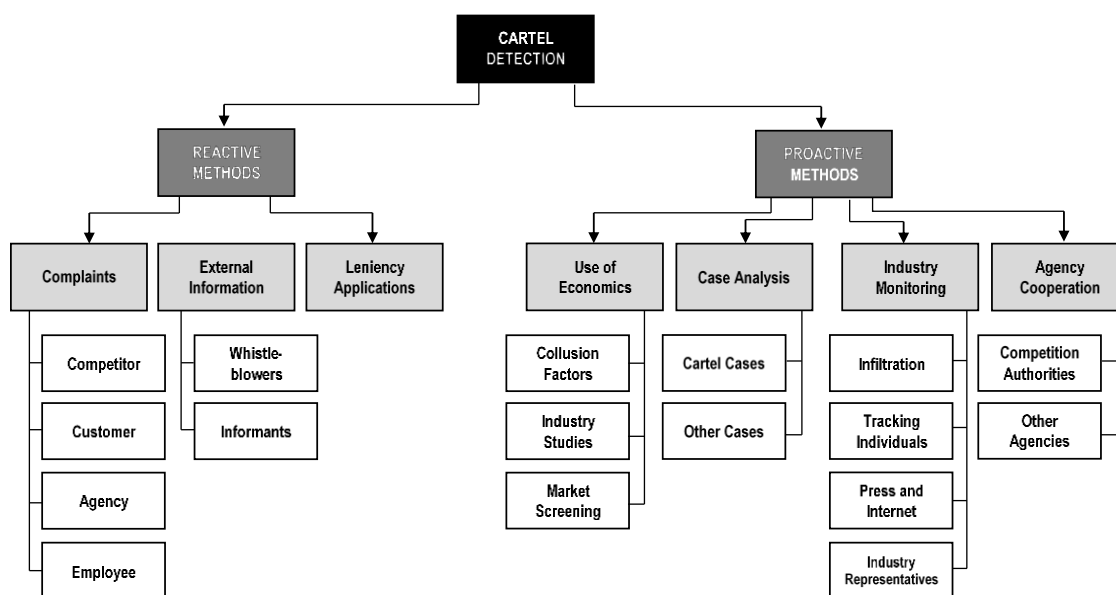 CARTEL
DETECTION
REACTIVE
METHODS
PROACTIVE
METHODS
Complaints
External
Information
Leniency
Applications
Use of
Economics
Case Analysis
Industry
Monitoring
Agency
Cooperation
Competitor
Customer
Agency
Employee
Whistle-
blowers
Informants
Collusion
Factors
Industry
Studies
Market
Screening
Cartel Cases
Other Cases
Infiltration
Tracking
Individuals
Press and
Internet
Industry
Representatives
Competition
Authorities
Other
Agencies